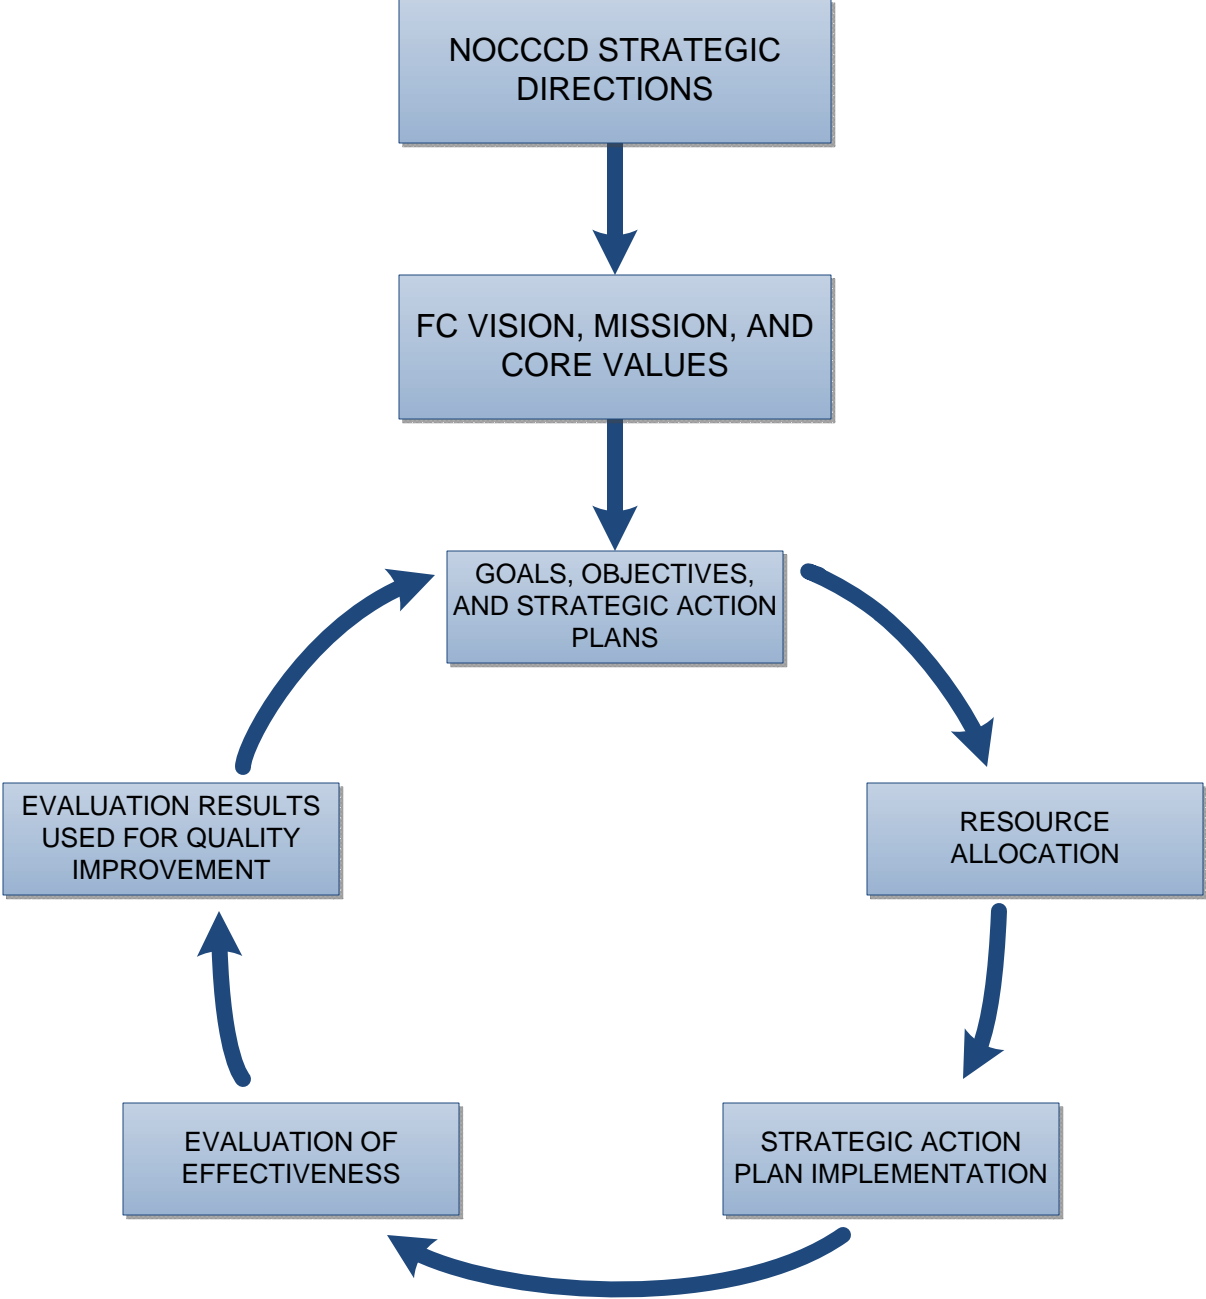 NOCCCD STRATEGIC
DIRECTIONS
FC VISION, MISSION, AND
CORE VALUES
GOALS, OBJECTIVES,
AND STRATEGIC ACTION
PLANS
EVALUATION RESULTS
USED FOR QUALITY
IMPROVEMENT
RESOURCE
ALLOCATION
EVALUATION OF
EFFECTIVENESS
STRATEGIC ACTION
PLAN IMPLEMENTATION